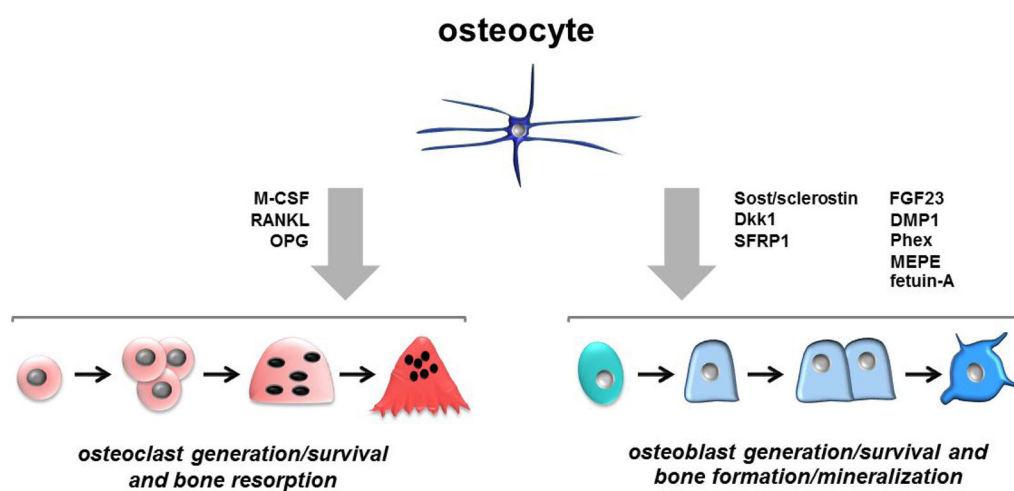 osteocyte
M-CSF
RANKL
OPG
Sost/sclerostin
Dkk1
SFRP1
FGF23
DMP1
Phex
MEPE
fetuin-A
osteoclast generation/survival
and bone resorption
osteoblast generation/survival and
bone formation/mineralization